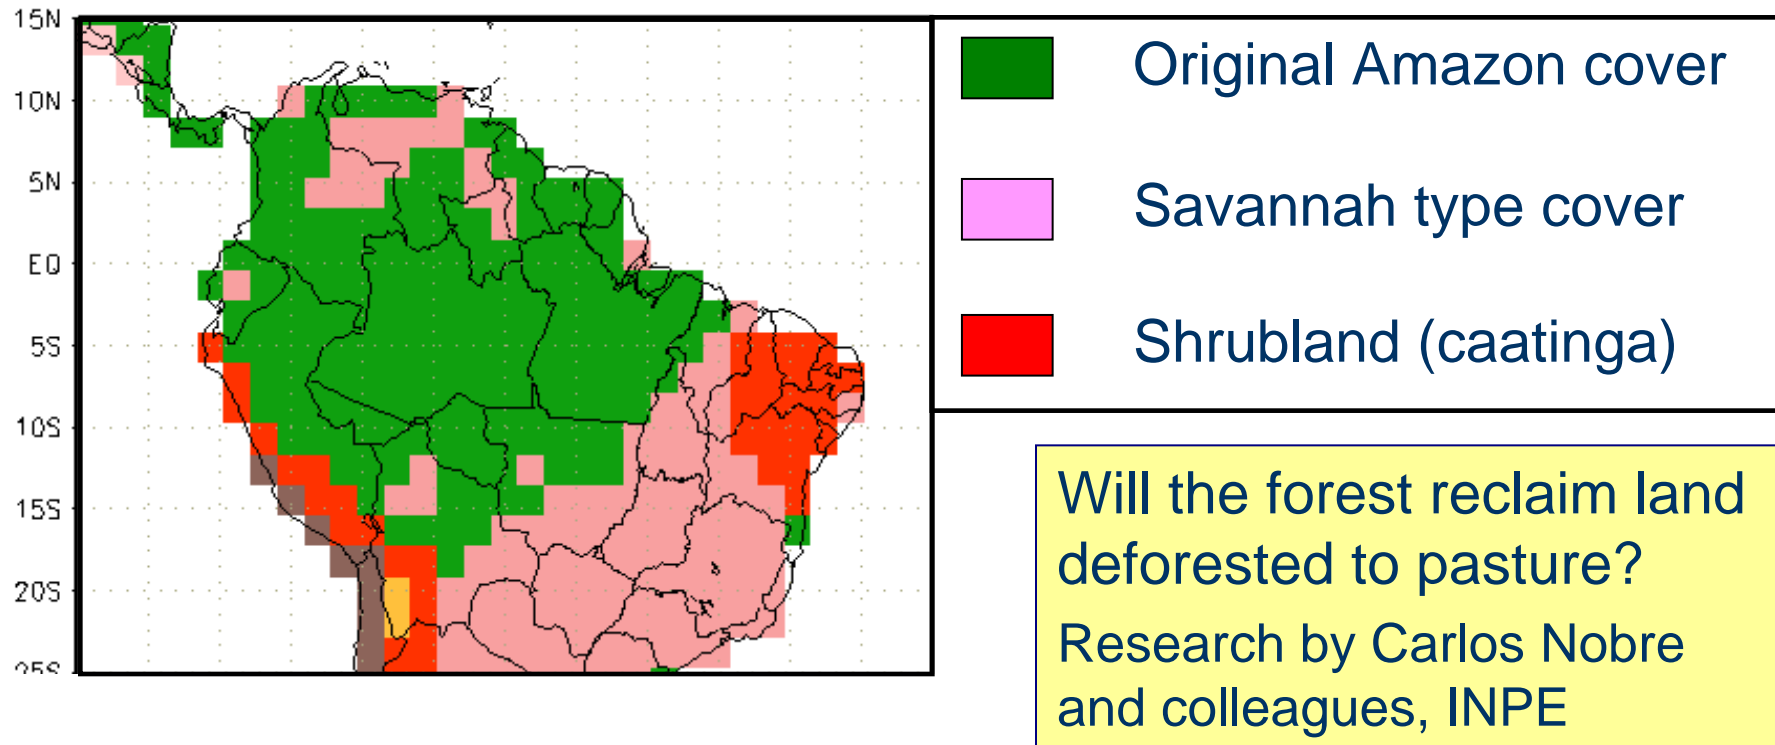 15N
10N
5N
EQ
5S
10S
15S
20S
25S
Original Amazon cover
Savannah type cover
Shrubland (caatinga)
Will the forest reclaim land
deforested to pasture?
Research by Carlos Nobre
and colleagues, INPE